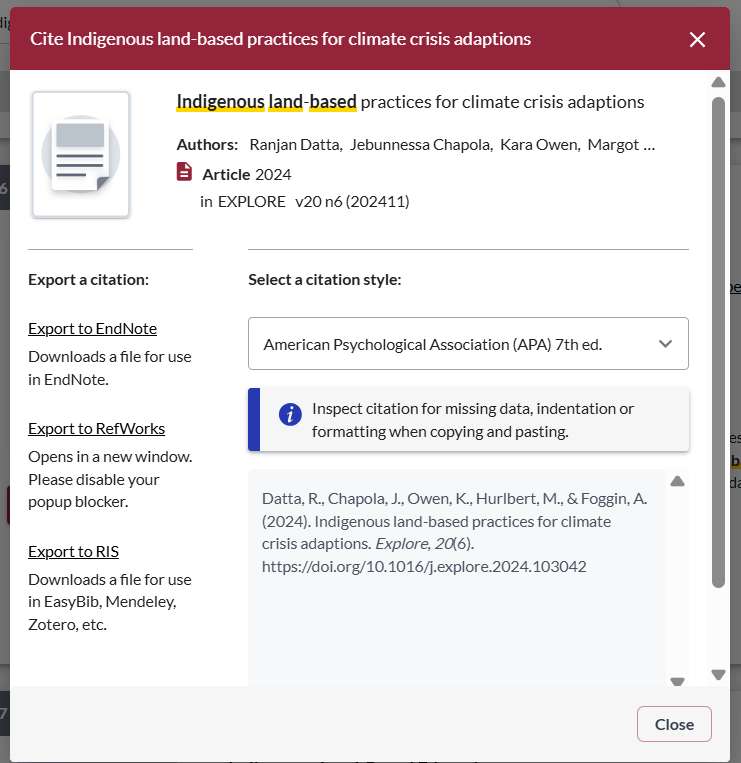 Cite Indigenous land-based practices for climate crisis adaptions
Indigenous land-based practices for climate crisis adaptions
Authors: Ranjan Datta, Jebunnessa Chapola, Kara Owen, Margot ...
Article 2024
in EXPLORE v20 n6 (202411)
Export a citation:
Export to EndNote
Downloads a file for use
in EndNote.
Export to RefWorks
Opens in a new window.
Please disable your
popup blocker.
Export to RIS
Downloads a file for use
in EasyBib, Mendeley,
Zotero, etc.
Select a citation style:
American Psychological Association (APA) 7th ed.
Inspect citation for missing data, indentation or
formatting when copying and pasting.
Datta, R., Chapola, J., Owen, K., Hurlbert, M., & Foggin, A.
(2024). Indigenous land-based practices for climate
crisis adaptions. Explore, 20(6).
https://doi.org/10.1016/j.explore.2024.103042
Close